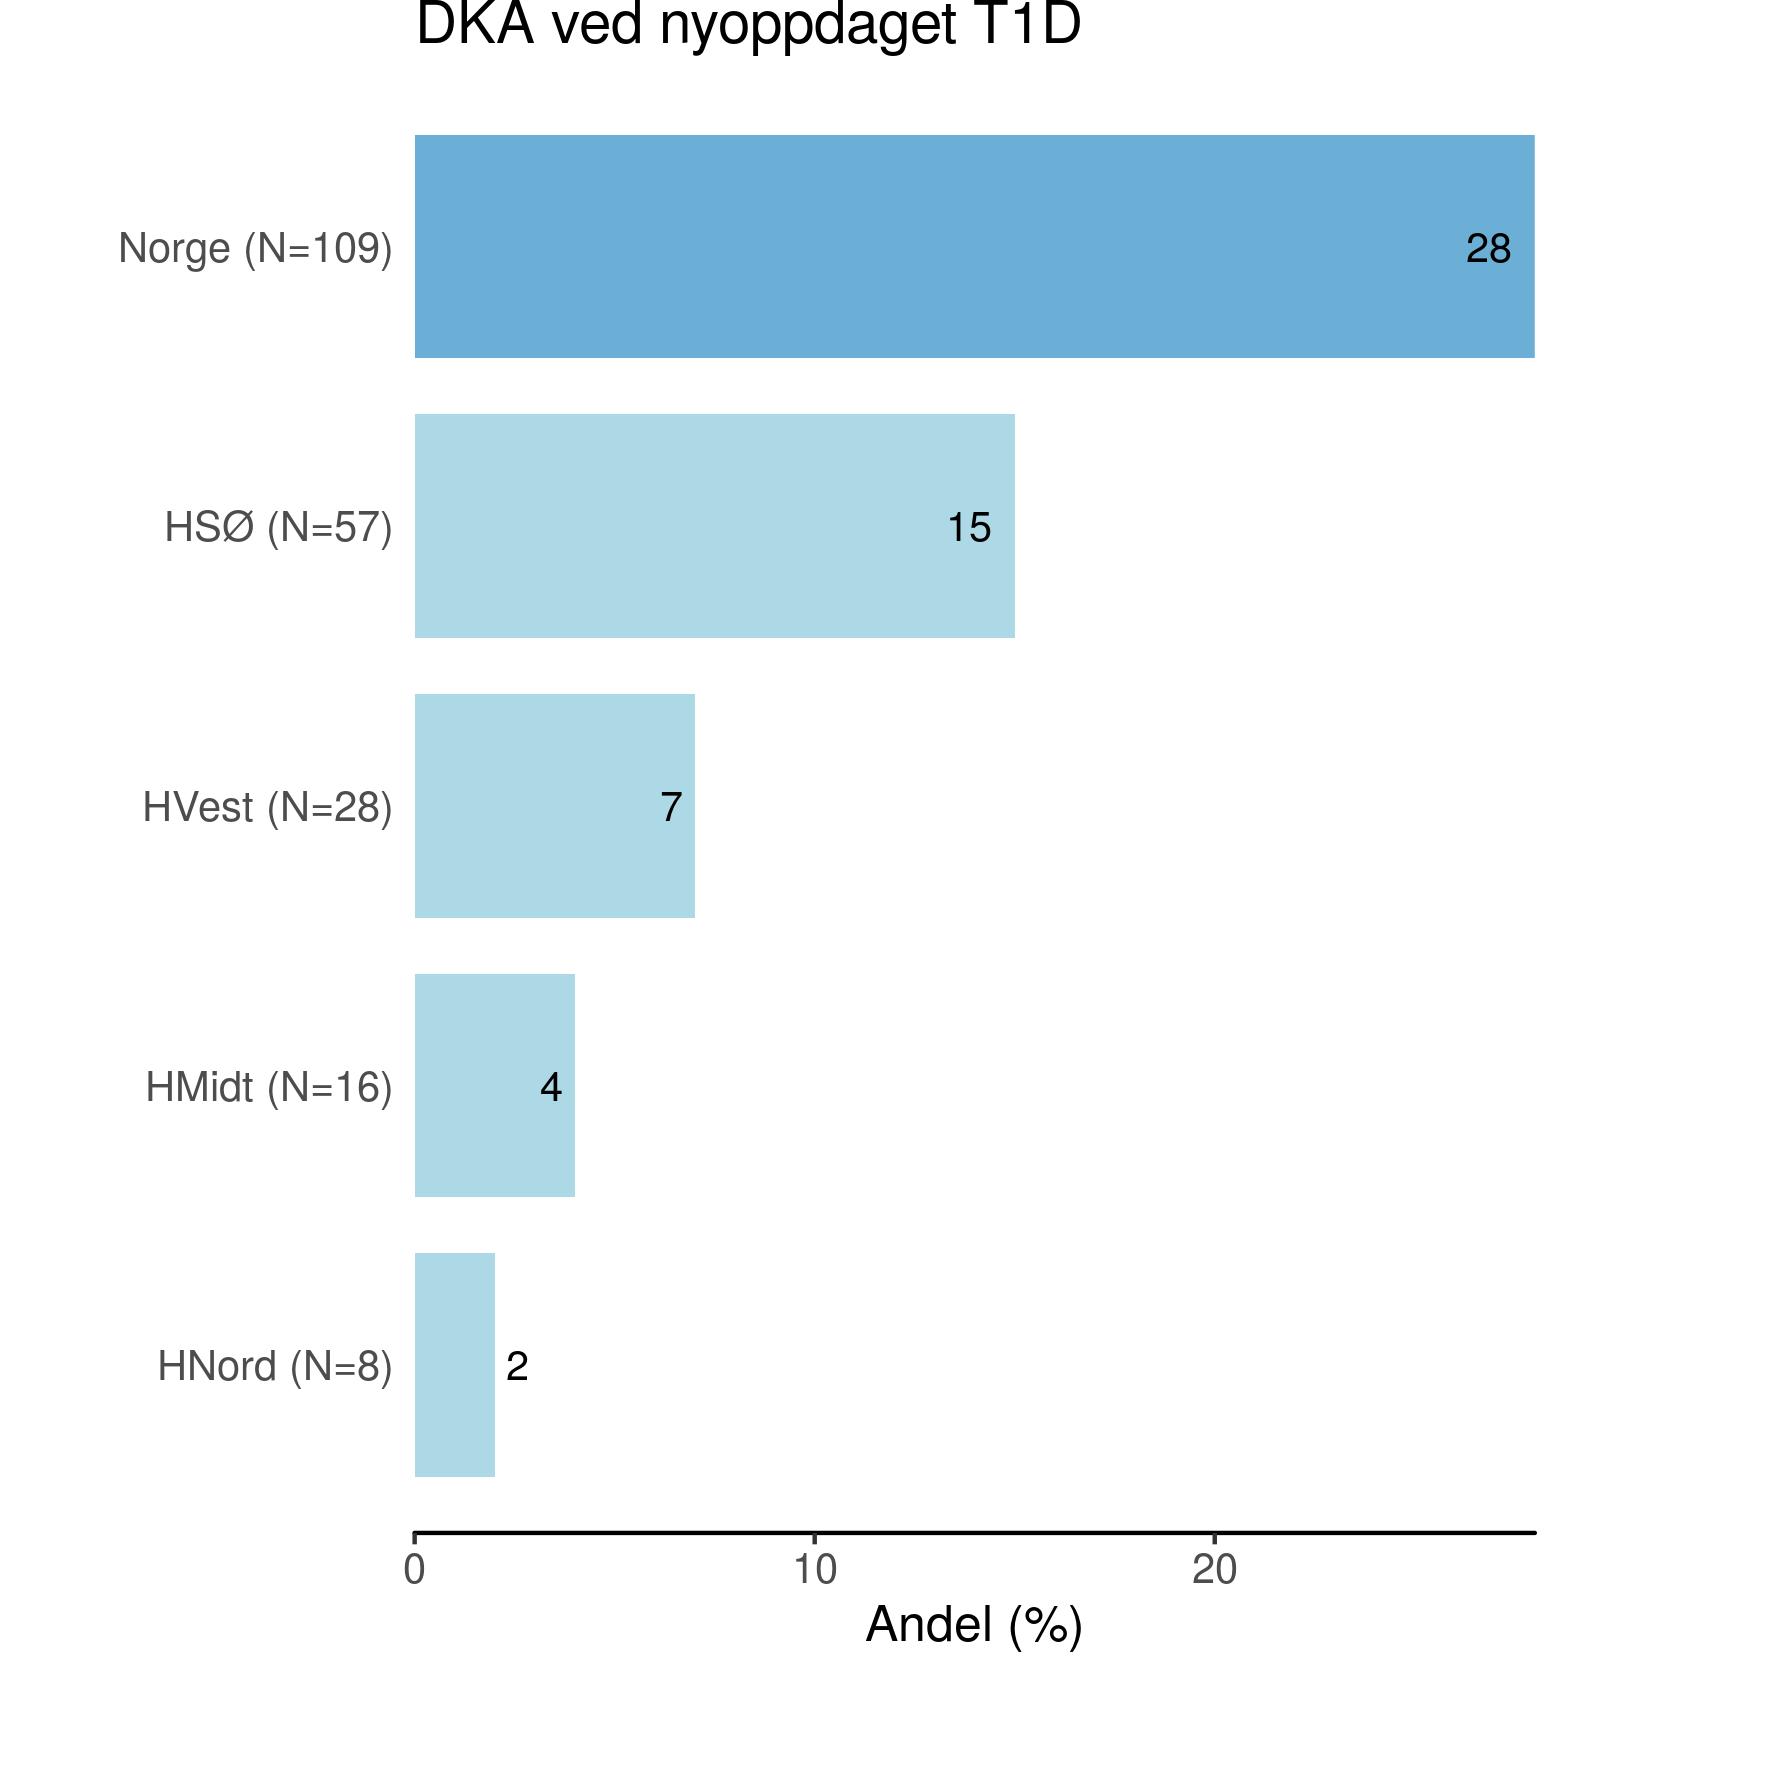 DKA ved nyoppdaget T1D
Norge (N=109)
28
HSØ (N=57)
15
HVest (N=28)
7
HMidt (N=16)
4
HNord (N=8)
2
0 10 20
Andel (%)